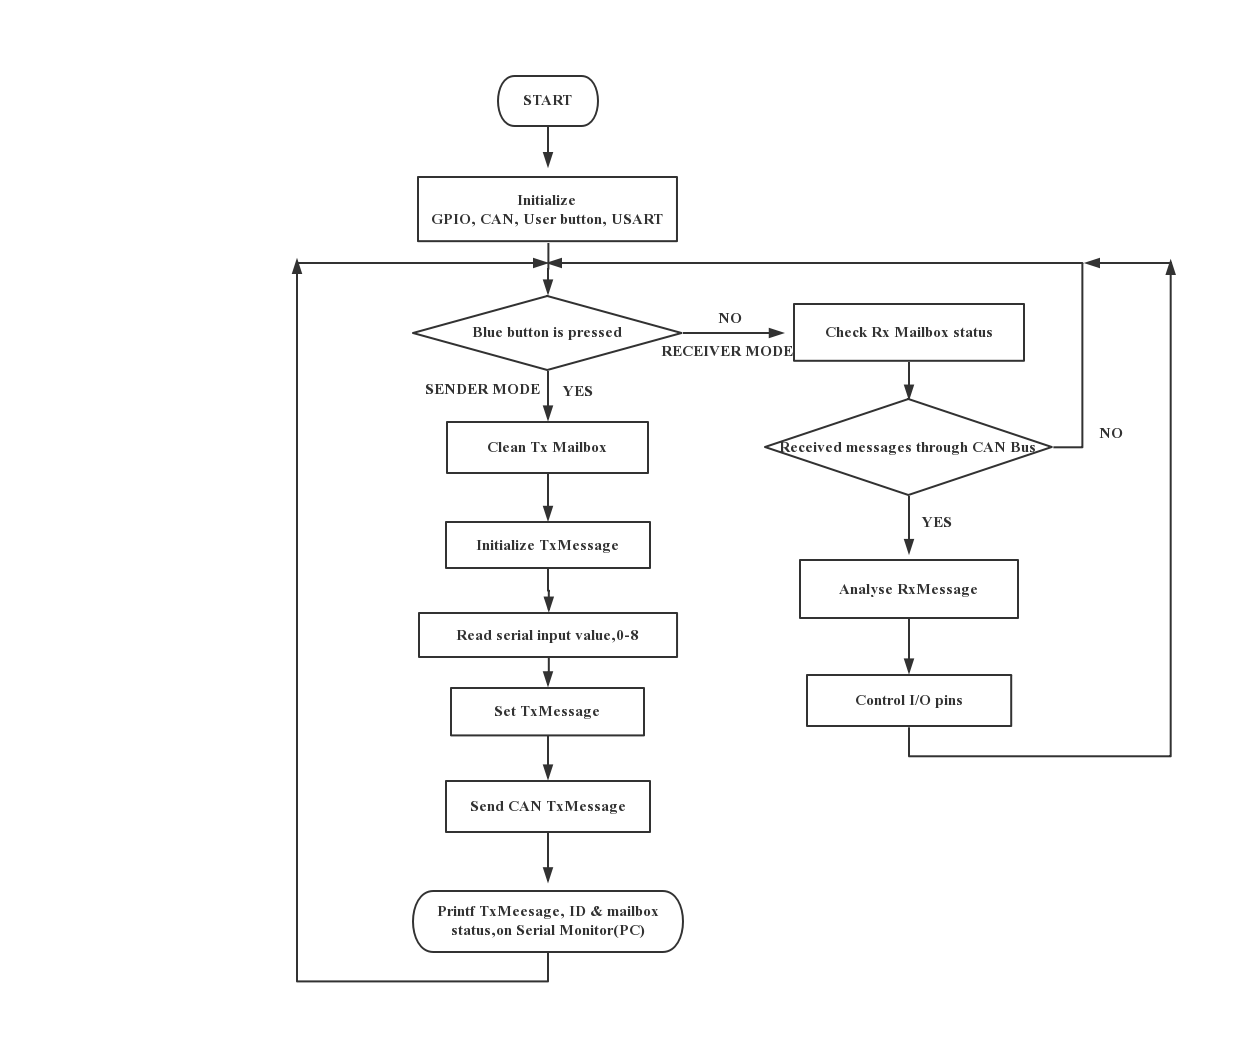 START
Initialize
GPIO, CAN, User button, USART
Blue button is pressed
NO
RECEIVER MODE
Check Rx Mailbox status
SENDER MODE
YES
Clean Tx Mailbox
Received messages through CAN Bus
NO
YES
Initialize TxMessage
Analyse RxMessage
Read serial input value,0-8
Set TxMessage
Control I/O pins
Send CAN TxMessage
Printf TxMeesage, ID & mailbox
status,on Serial Monitor(PC)